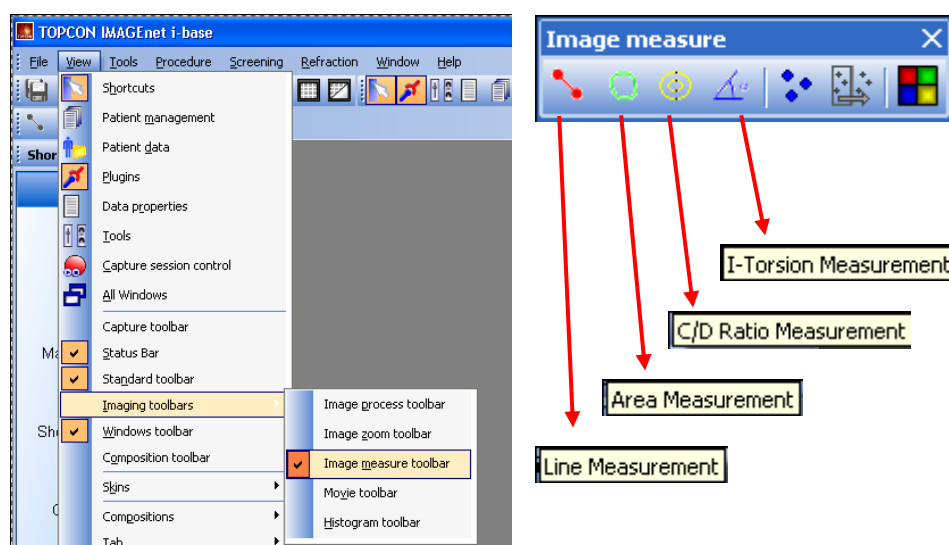 TOPCON IMAGEnet i-base
File View Tools Procedure Screening Refraction Window Help
Shortcuts
Patient management
Patient data
Plugins
Data properties
Tools
Capture session control
All Windows
Capture toolbar
Status Bar
Standard toolbar
Imaging toolbars
Windows toolbar
Composition toolbar
Skins
Compositions
Tab
Shor
Ma
Sh
Image process toolbar
Image zoom toolbar
Image measure toolbar
Movie toolbar
Histogram toolbar
Image measure
I-Torsion Measurement
C/D Ratio Measurement
Area Measurement
Line Measurement